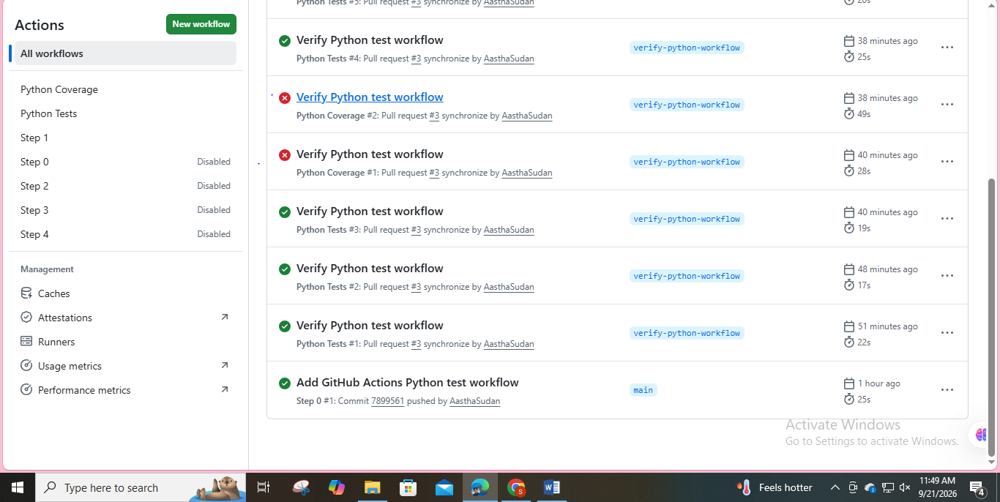 Actions
New workflow
All workflows
Python Coverage
Python Tests
Step 1
Step 0 Disabled
Step 2 Disabled
Step 3 Disabled
Step 4 Disabled
Management
Caches
Attestations
Runners
Usage metrics
Performance metrics
Python Tests #5: Pull request #3 synchronize by AasthaSudan
20s
Verify Python test workflow
Python Tests #4: Pull request #3 synchronize by AasthaSudan
verify-python-workflow
38 minutes ago
25s
Verify Python test workflow
Python Coverage #2: Pull request #3 synchronize by AasthaSudan
verify-python-workflow
38 minutes ago
49s
Verify Python test workflow
Python Coverage #1: Pull request #3 synchronize by AasthaSudan
verify-python-workflow
40 minutes ago
28s
Verify Python test workflow
Python Tests #3: Pull request #3 synchronize by AasthaSudan
verify-python-workflow
40 minutes ago
19s
Verify Python test workflow
Python Tests #2: Pull request #3 synchronize by AasthaSudan
verify-python-workflow
48 minutes ago
17s
Verify Python test workflow
Python Tests #1: Pull request #3 synchronize by AasthaSudan
verify-python-workflow
51 minutes ago
22s
Add GitHub Actions Python test workflow
Step 0 #1: Commit 7899561 pushed by AasthaSudan
main
1 hour ago
25s
Activate Windows
Go to Settings to activate Windows.
Type here to search
Feels hotter
11:49 AM
9/21/2026
4